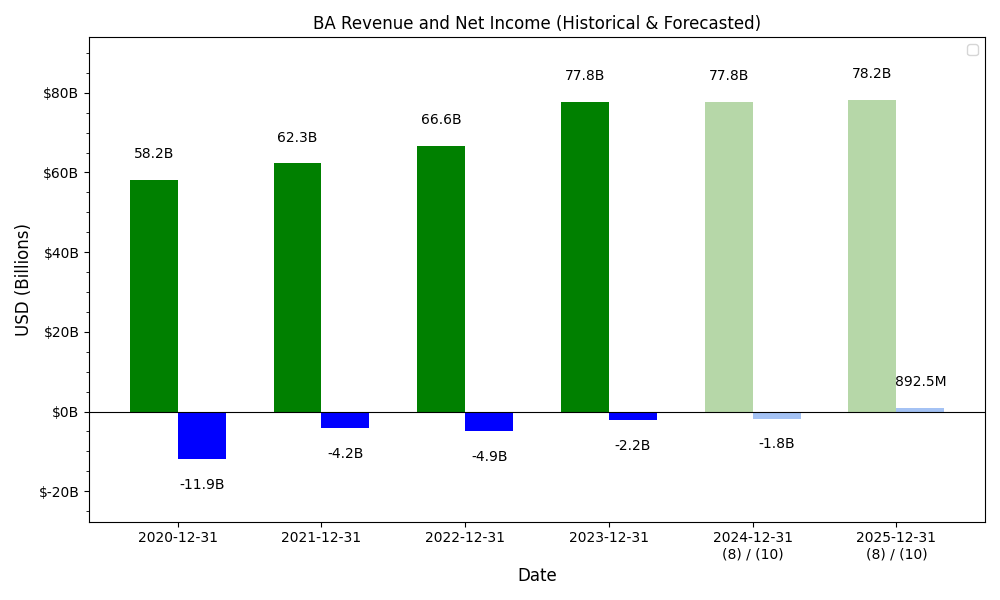 BA Revenue and Net Income (Historical & Forecasted)
USD (Billions)
$80B
$60B
$40B
$20B
$0B
$-20B
58.2B
62.3B
66.6B
77.8B
77.8B
78.2B
-11.9B
-4.2B
-4.9B
-2.2B
-1.8B
892.5M
2020-12-31
2021-12-31
2022-12-31
2023-12-31
2024-12-31
(8) / (10)
2025-12-31
(8) / (10)
Date